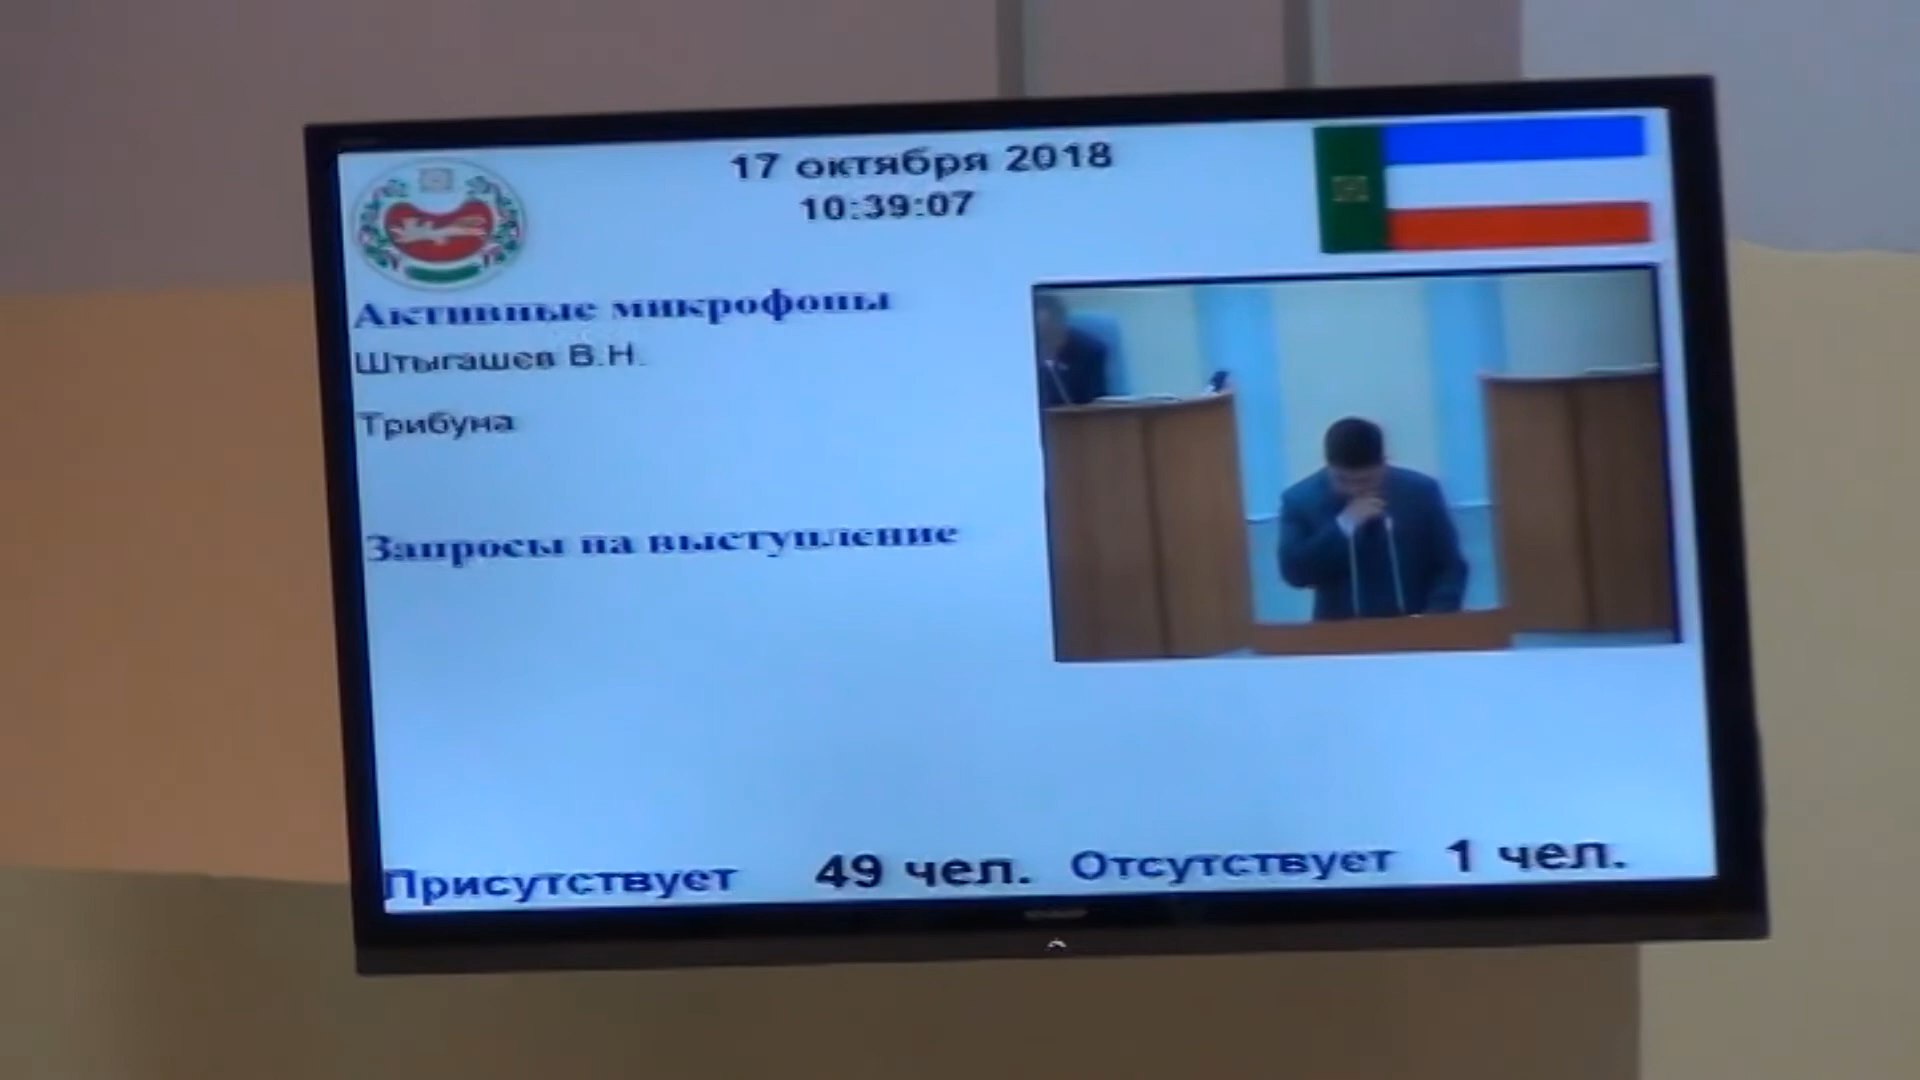 17 октября 2018
10:39:07
Активные микрофоны
Штыгашев В.Н.
Трибуна
Запросы на выступление
Присутствует 49 чел. Отсутствует 1 чел.